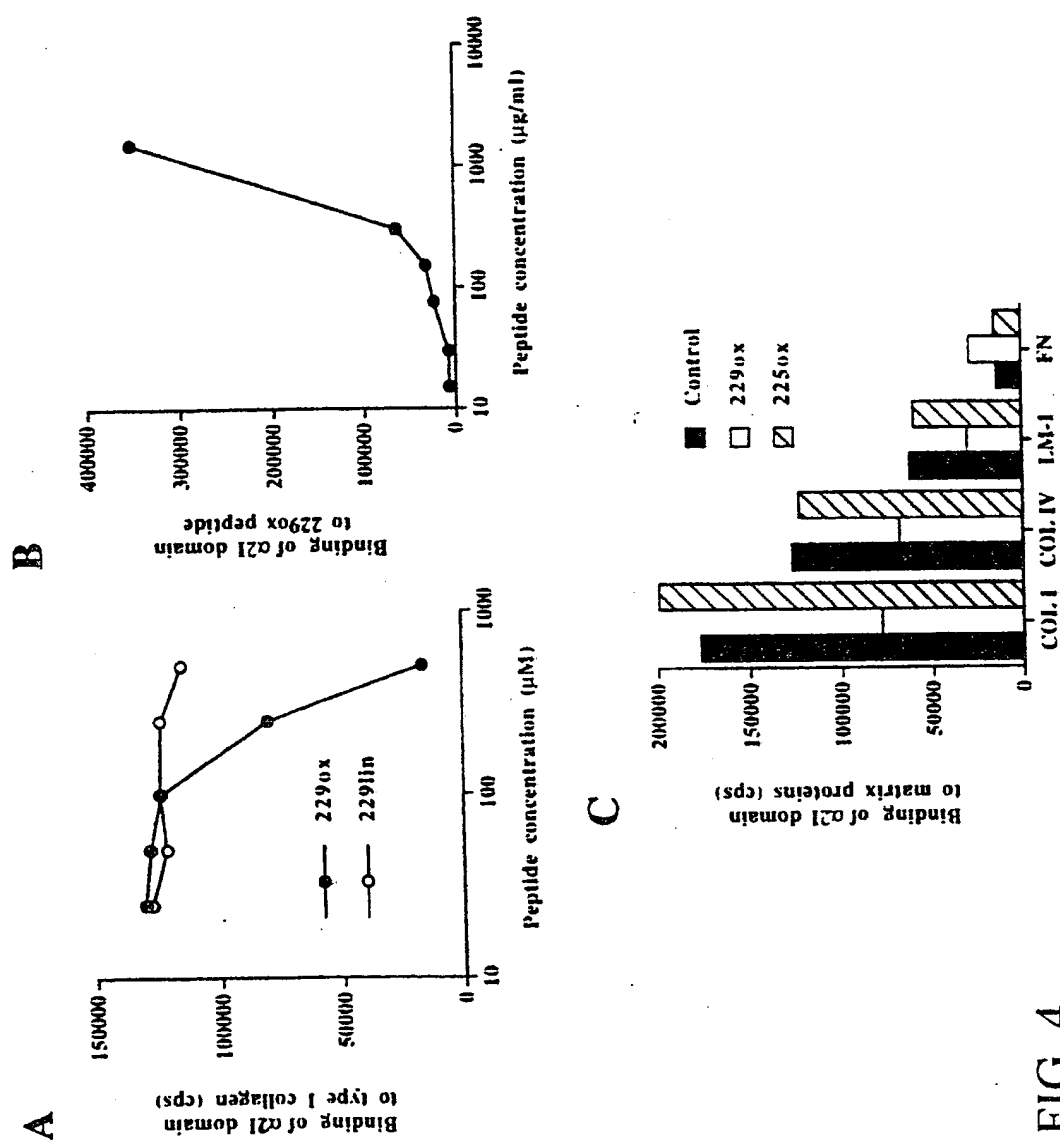 A
Binding of α2I domain
to type I collagen (cps)
150000
100000
50000
0
10
100
1000
Peptide concentration (µM)
229ox
229lin
B
Binding of α2I domain
to 229ox peptide
400000
300000
200000
100000
0
10
100
1000
10000
Peptide concentration (µg/ml)
C
Binding of α2I domain
to matrix proteins (cps)
200000
150000
100000
50000
0
COL I
COL IV
LM-1
FN
Control
229ox
225ox
FIG. 4